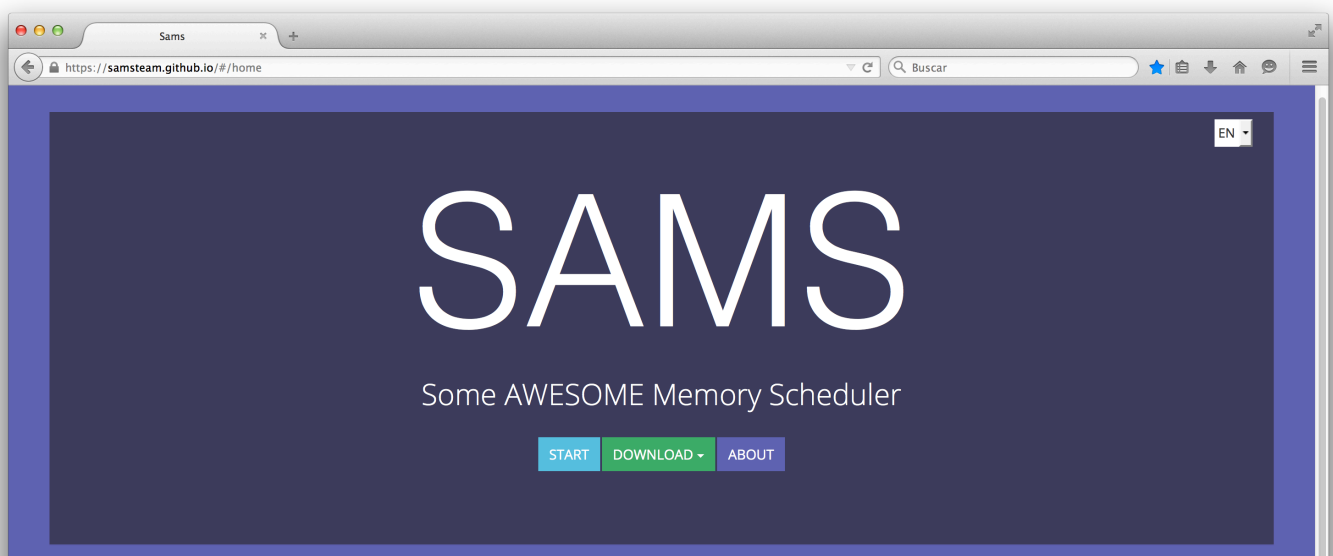 Sams
https://samsteam.github.io/#/home
Buscar
EN
SAMS
Some AWESOME Memory Scheduler
START DOWNLOAD ABOUT